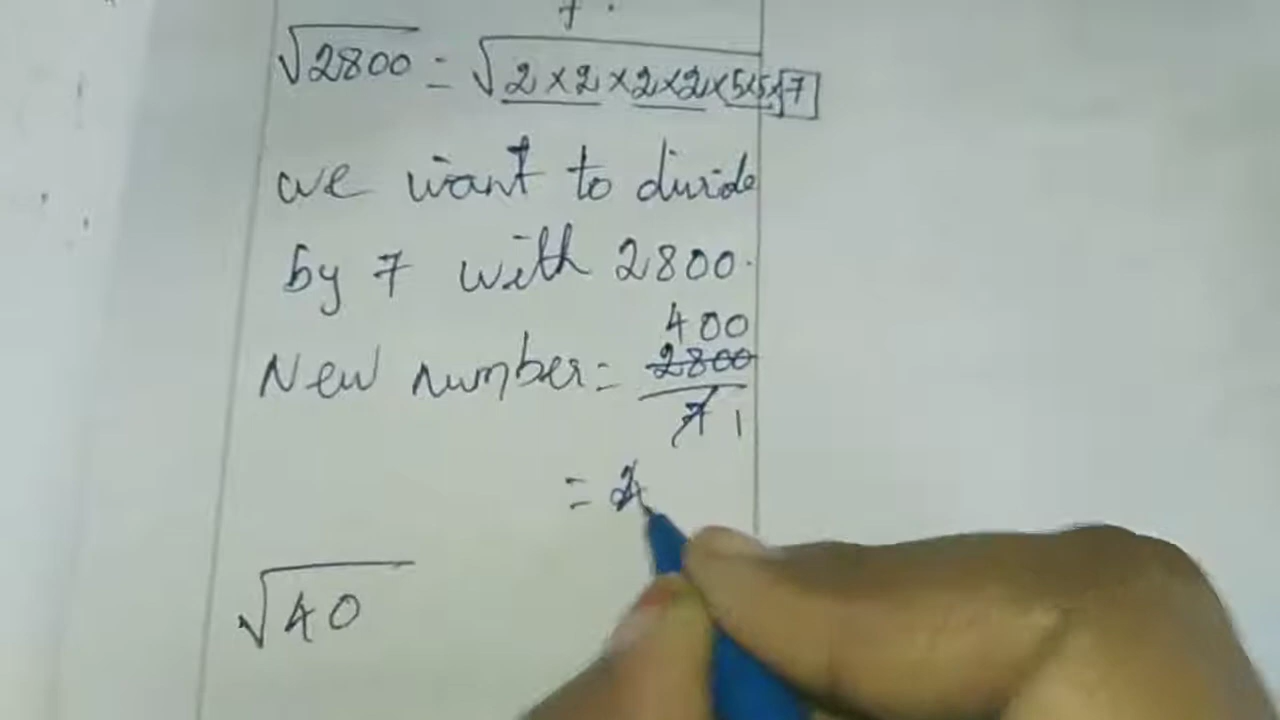 √2800 = √2×2×2×2×5×5×7
we want to divide
by 7 with 2800.
400
New number = 2800/7 1
=
√40